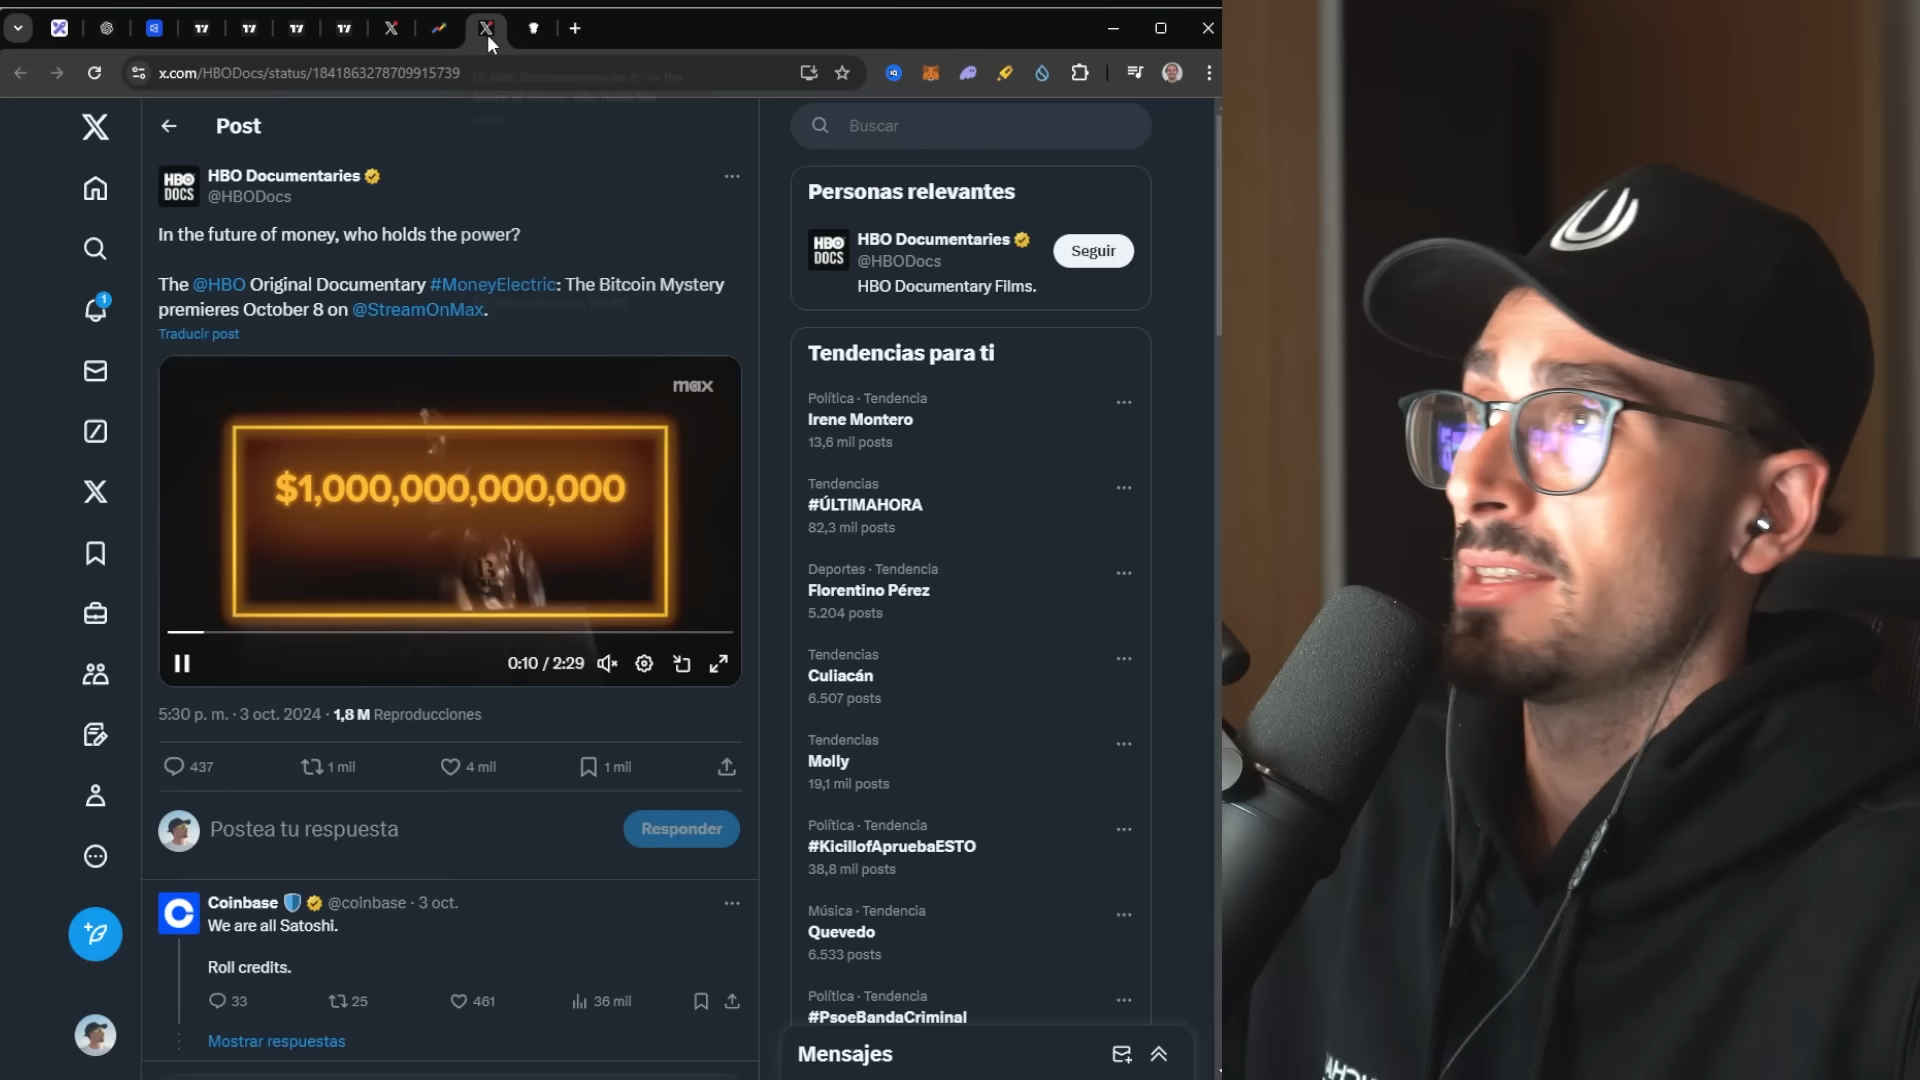 x.com/HBODocs/status/1841863278709915739
Post
HBO DOCS
HBO Documentaries
@HBODocs
In the future of money, who holds the power?
The @HBO Original Documentary #MoneyElectric: The Bitcoin Mystery
premieres October 8 on @StreamOnMax.
Traducir post
max
$1,000,000,000,000
0:10 / 2:29
5:30 p. m. · 3 oct. 2024 · 1,8 M Reproducciones
437
1 mil
4 mil
1 mil
Postea tu respuesta
Responder
Coinbase @coinbase · 3 oct.
We are all Satoshi.
Roll credits.
33
25
461
36 mil
Mostrar respuestas
1
Buscar
Personas relevantes
HBO DOCS
HBO Documentaries
@HBODocs
Seguir
HBO Documentary Films.
Tendencias para ti
Política · Tendencia
Irene Montero
13,6 mil posts
Tendencias
#ÚLTIMAHORA
82,3 mil posts
Deportes · Tendencia
Florentino Pérez
5.204 posts
Tendencias
Culiacán
6.507 posts
Tendencias
Molly
19,1 mil posts
Política · Tendencia
#KicillofApruebaESTO
38,8 mil posts
Música · Tendencia
Quevedo
6.533 posts
Política · Tendencia
#PsoeBandaCriminal
Mensajes